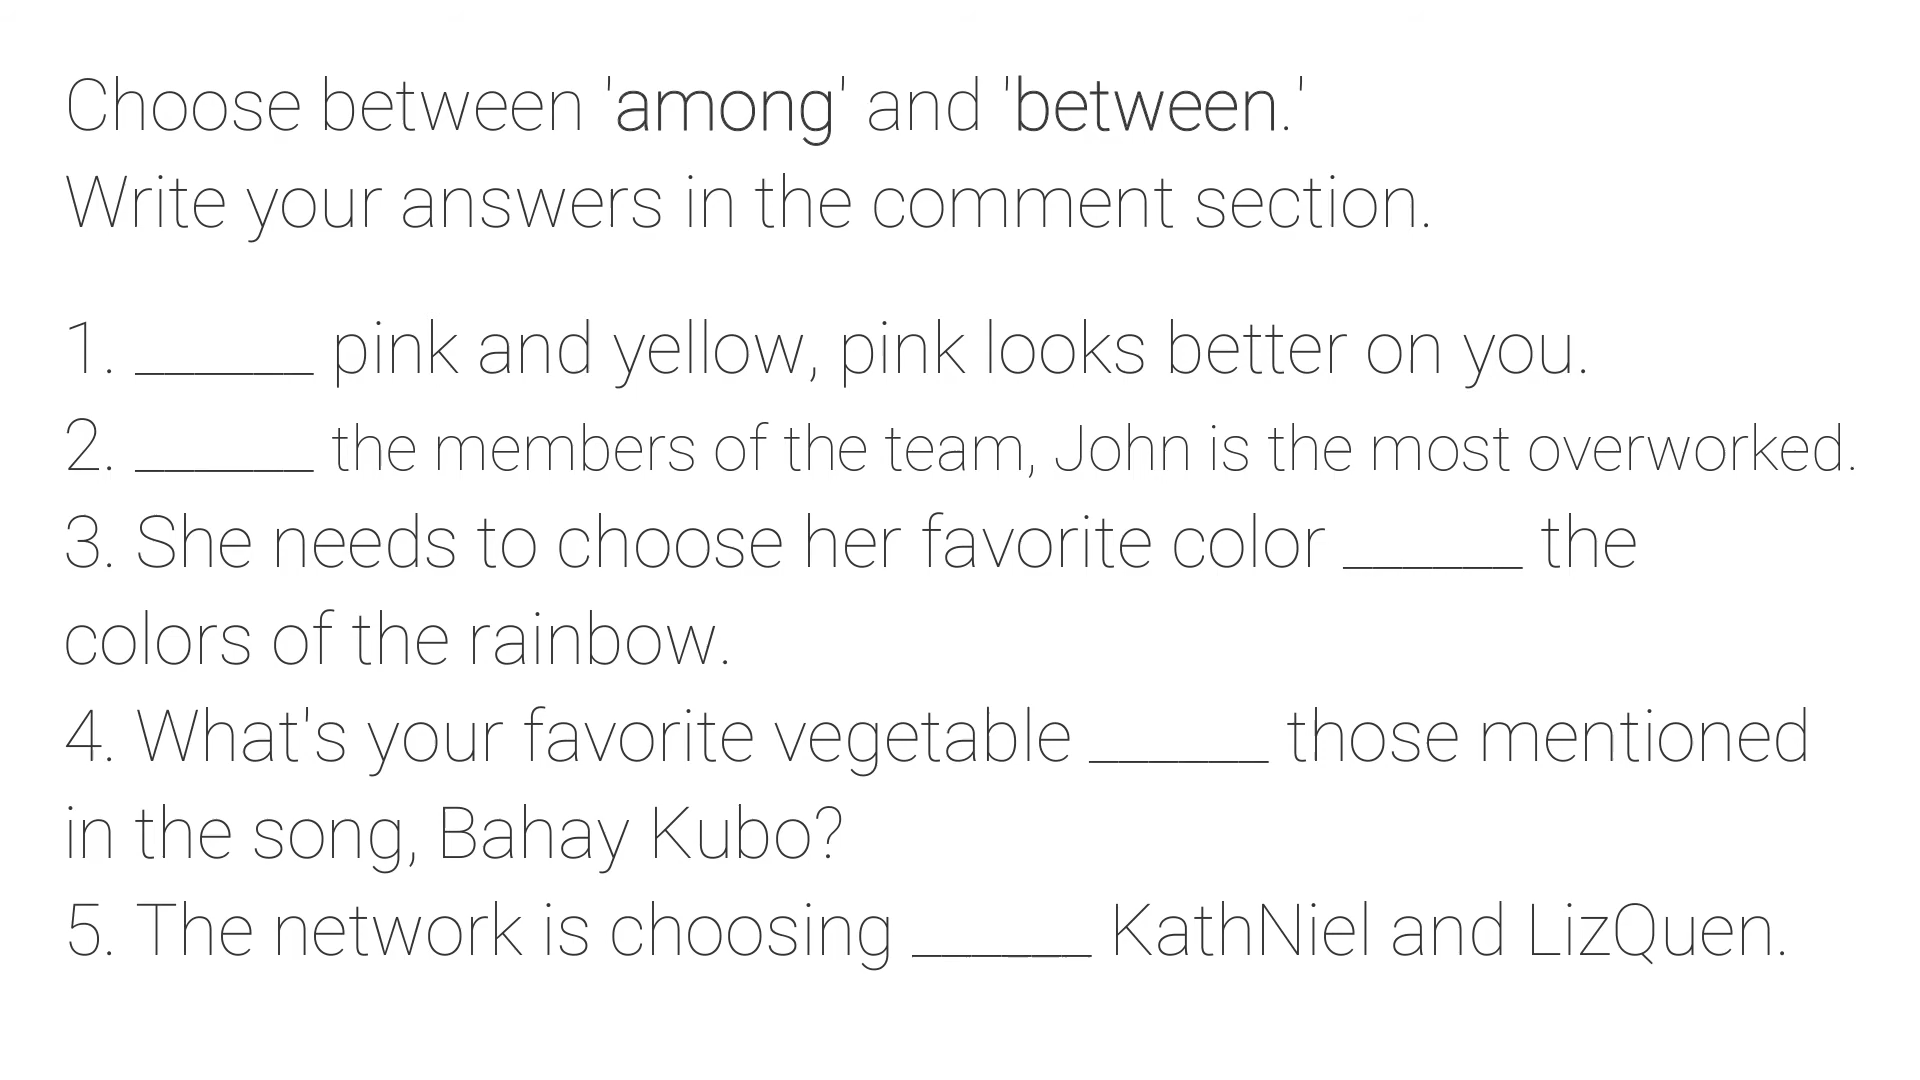 Choose between 'among' and 'between.'
Write your answers in the comment section.
1. ______ pink and yellow, pink looks better on you.
2. ______ the members of the team, John is the most overworked.
3. She needs to choose her favorite color ______ the
colors of the rainbow.
4. What's your favorite vegetable ______ those mentioned
in the song, Bahay Kubo?
5. The network is choosing ______ KathNiel and LizQuen.